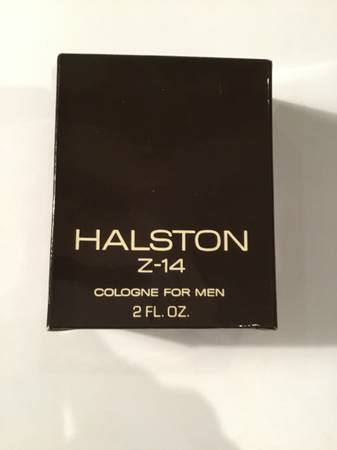 HALSTON
Z-14
COLOGNE FOR MEN
2 FL. OZ.